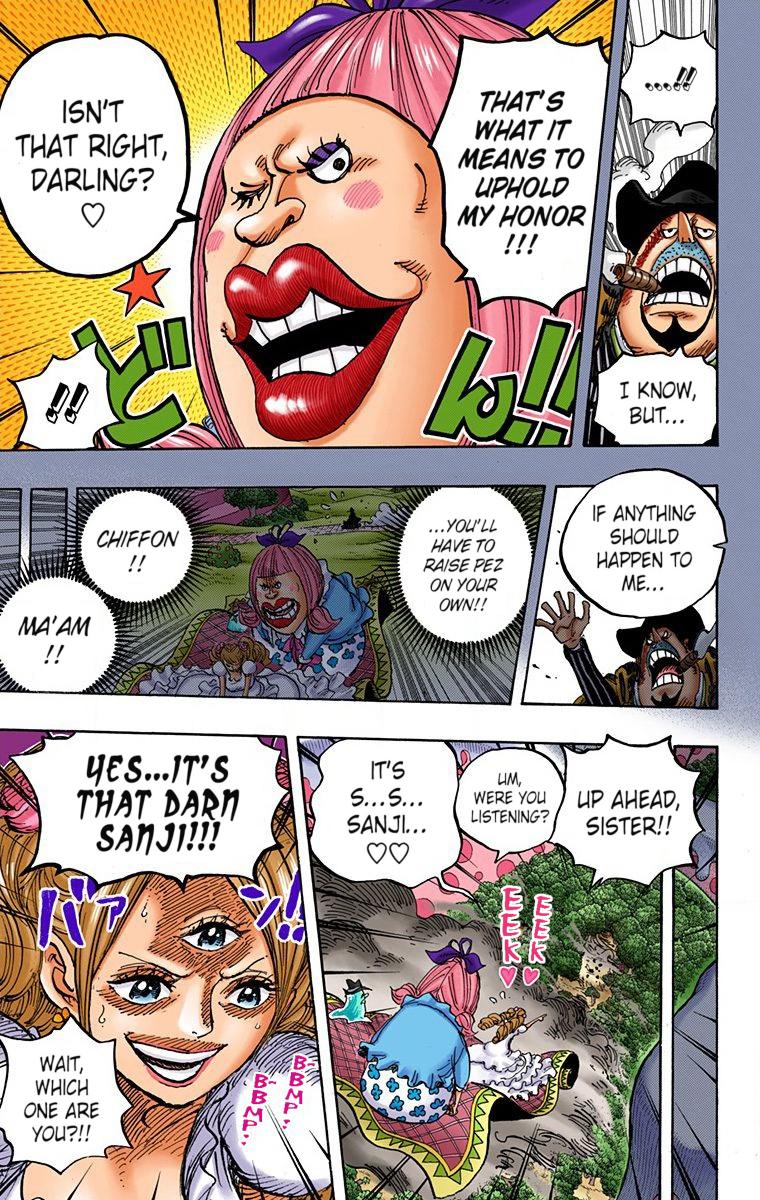 ....!!
I KNOW,
BUT...
THAT'S
WHAT IT
MEANS TO
UPHOLD
MY HONOR
!!!
ISN'T
THAT RIGHT,
DARLING?
♡
どん!!
!!
IF ANYTHING
SHOULD
HAPPEN TO
ME...
...YOU'LL
HAVE TO
RAISE PEZ
ON YOUR
OWN!!
CHIFFON
!!
MA'AM
!!
UP AHEAD,
SISTER!!
UM,
WERE YOU
LISTENING?
IT'S
S...S...
SANJI...
♡♡
EEK♡
EEK♡
YES...IT'S
THAT DARN
SANJI!!!
バァン!!
B-BBMP!
B-BBMP!
WAIT,
WHICH
ONE ARE
YOU?!!